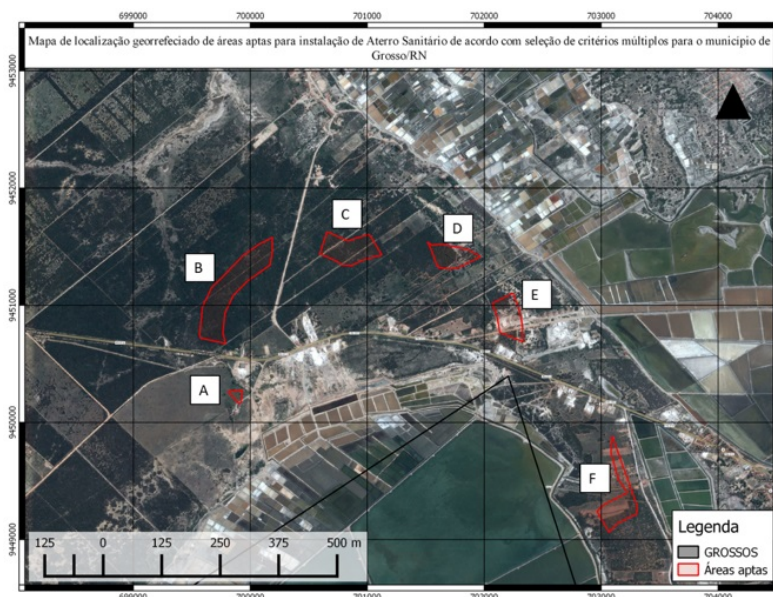 699000 700000 701000 702000 703000 704000
Mapa de localização georrefeciado de áreas aptas para instalação de Aterro Sanitário de acordo com seleção de critérios múltiplos para o município de
Grosso/RN
9453000
9452000
C
D
B
E
9451000
A
9450000
F
Legenda
GROSSOS
Áreas aptas
9449000
125 0 125 250 375 500 m
699000 700000 701000 702000 703000 704000